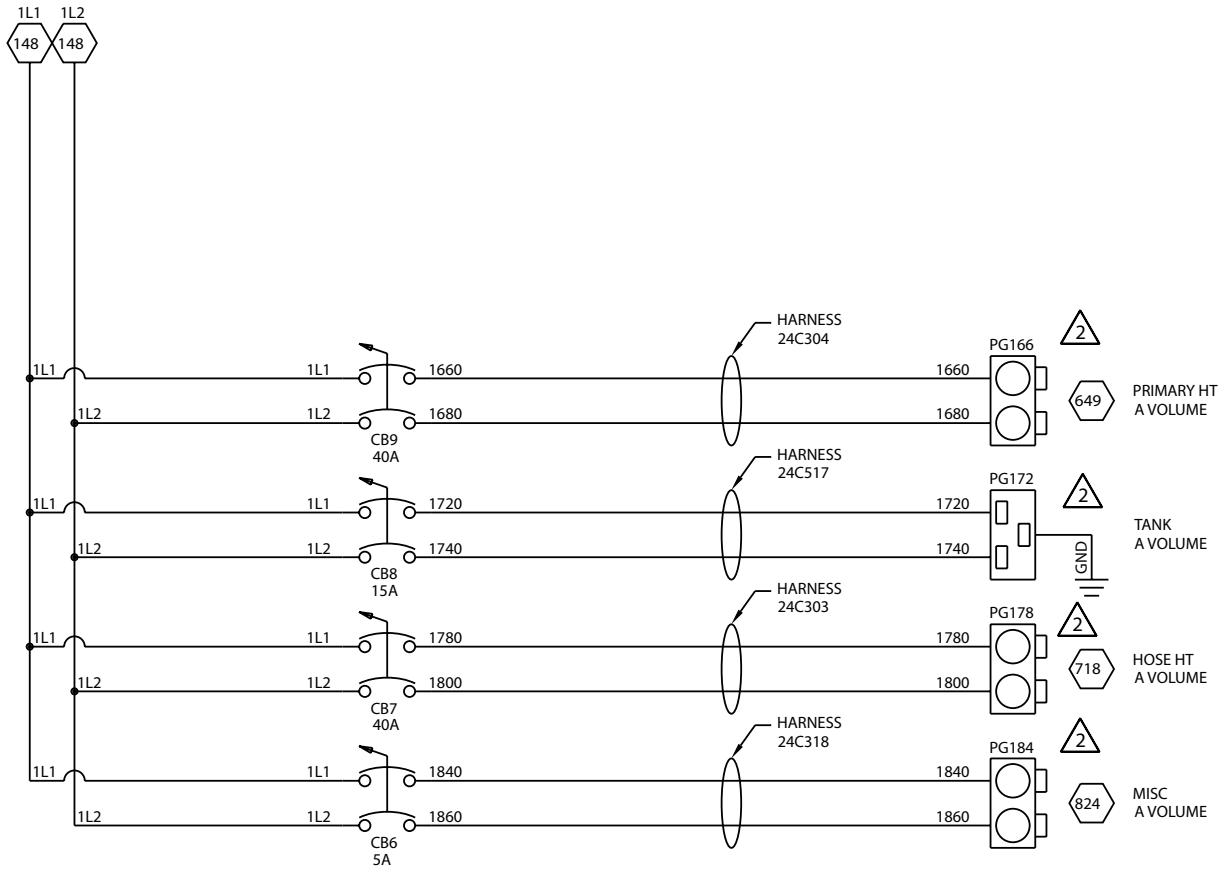 1L1 1L2
148 148
HARNESS
24C304
1L1 1L1 1660 1660 PG166 2
1L2 1L2 1680 1680 649 PRIMARY HT
A VOLUME
CB9
40A
HARNESS
24C517
1L1 1L1 1720 1720 PG172 2
1L2 1L2 1740 1740 GND TANK
A VOLUME
CB8
15A
HARNESS
24C303
1L1 1L1 1780 1780 PG178 2
1L2 1L2 1800 1800 718 HOSE HT
A VOLUME
CB7
40A
HARNESS
24C318
1L1 1L1 1840 1840 PG184 2
1L2 1L2 1860 1860 824 MISC
A VOLUME
CB6
5A